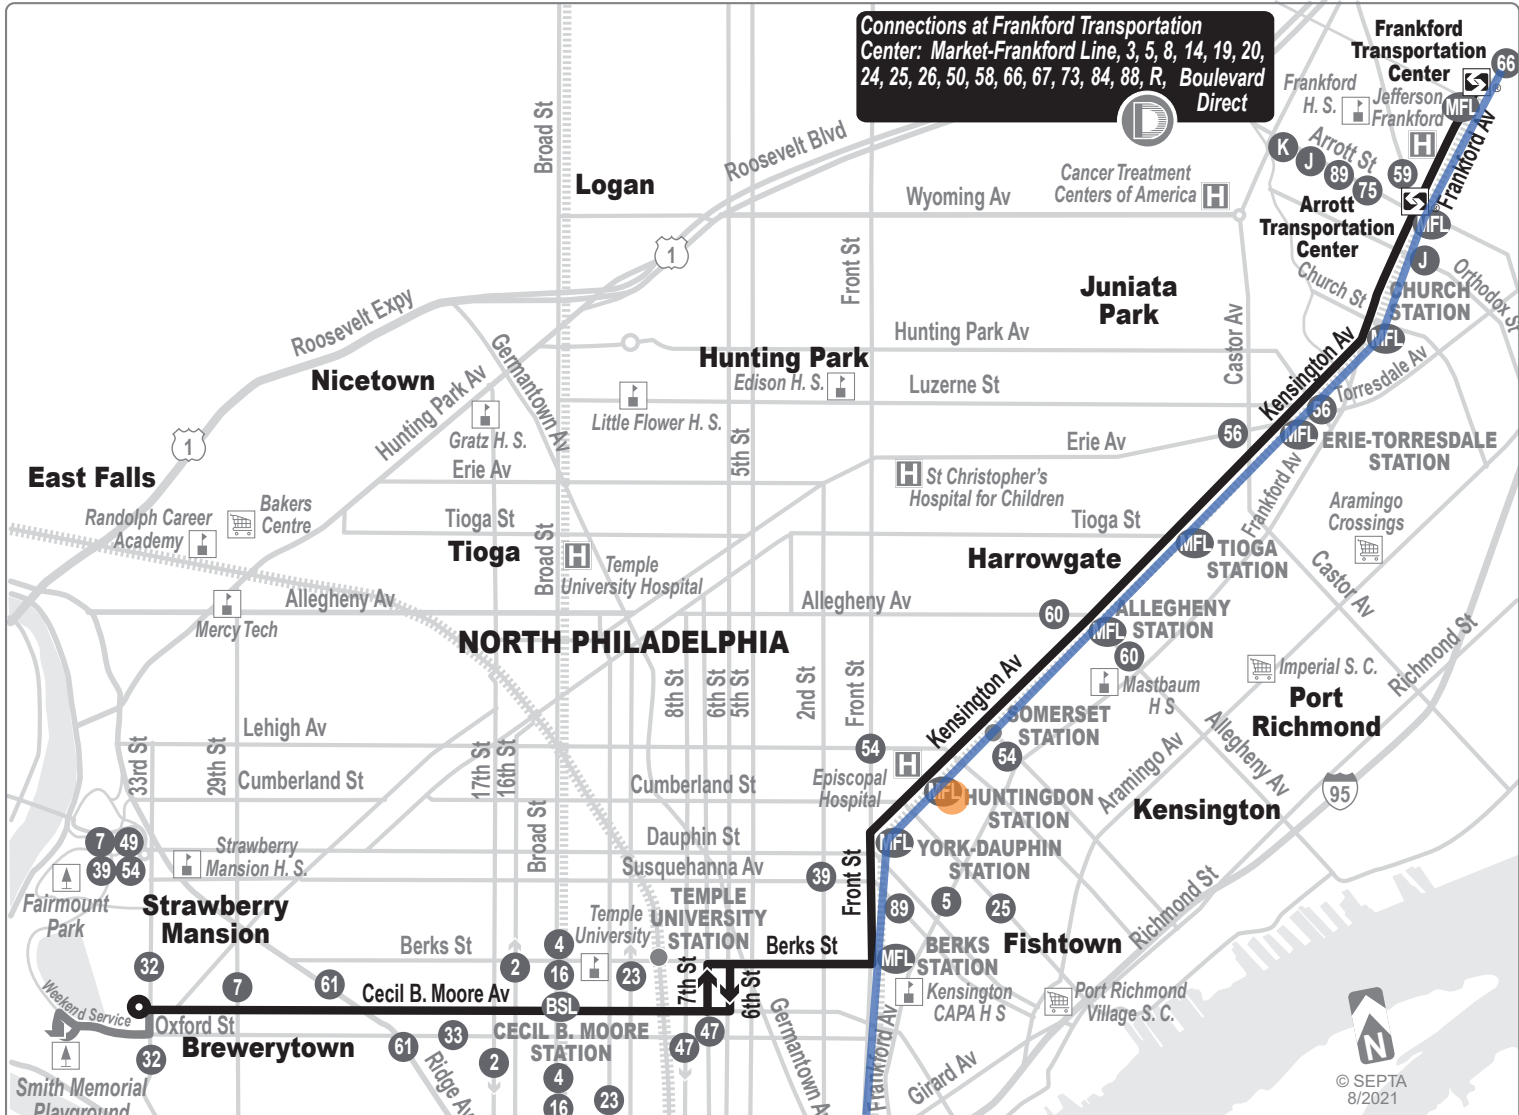 Connections at Frankford Transportation
Center: Market-Frankford Line, 3, 5, 8, 14, 19, 20,
24, 25, 26, 50, 58, 66, 67, 73, 84, 88, R, Boulevard
Direct
D
Frankford
Transportation
Center
66
MFL
Frankford
H. S.
Jefferson
Frankford
H
Arrott St
K
J
89
75
59
Frankford Av
Arrott
Transportation
Center
MFL
J
Church St
CHURCH
STATION
Orthodox St
MFL
Broad St
Logan
Roosevelt Blvd
Wyoming Av
Cancer Treatment
Centers of America
H
1
Front St
Juniata
Park
Castor Av
Roosevelt Expy
Germantown Av
Hunting Park Av
Hunting Park
Edison H. S.
Luzerne St
Kensington Av
Torresdale Av
Nicetown
Hunting Park Av
Gratz H. S.
Little Flower H. S.
56
56
MFL
ERIE-TORRESDALE
STATION
1
5th St
Erie Av
Erie Av
East Falls
H
St Christopher's
Hospital for Children
Frankford Av
Aramingo
Crossings
Randolph Career
Academy
Bakers
Centre
Tioga St
Tioga St
Tioga
Broad St
H
Temple
University Hospital
Harrowgate
MFL
TIOGA
STATION
Castor Av
Allegheny Av
Mercy Tech
Allegheny Av
60
ALLEGHENY
STATION
MFL
60
NORTH PHILADELPHIA
Mastbaum
H S
Imperial S. C.
Richmond St
Port
Richmond
8th St
6th St
5th St
2nd St
Front St
Kensington Av
SOMERSET
STATION
54
Allegheny Av
Aramingo Av
Lehigh Av
54
33rd St
29th St
17th St
16th St
Cumberland St
Cumberland St
Episcopal
Hospital
H
MFL
HUNTINGDON
STATION
Kensington
95
Broad St
7
49
39
54
Strawberry
Mansion H. S.
Dauphin St
Susquehanna Av
39
Front St
MFL
YORK-DAUPHIN
STATION
Fairmount
Park
Strawberry
Mansion
Temple
University
TEMPLE
UNIVERSITY
STATION
89
5
25
Richmond St
Berks St
4
Berks St
MFL
BERKS
STATION
Fishtown
32
2
16
23
7th St
6th St
7
61
Cecil B. Moore Av
BSL
Kensington
CAPA H S
Port Richmond
Village S. C.
Weekend Service
Oxford St
Brewerytown
61
33
CECIL B. MOORE
STATION
47
47
Germantown Av
Frankford Av
N
32
Ridge Av
2
4
16
23
Girard Av
Smith Memorial
Playground
© SEPTA
8/2021